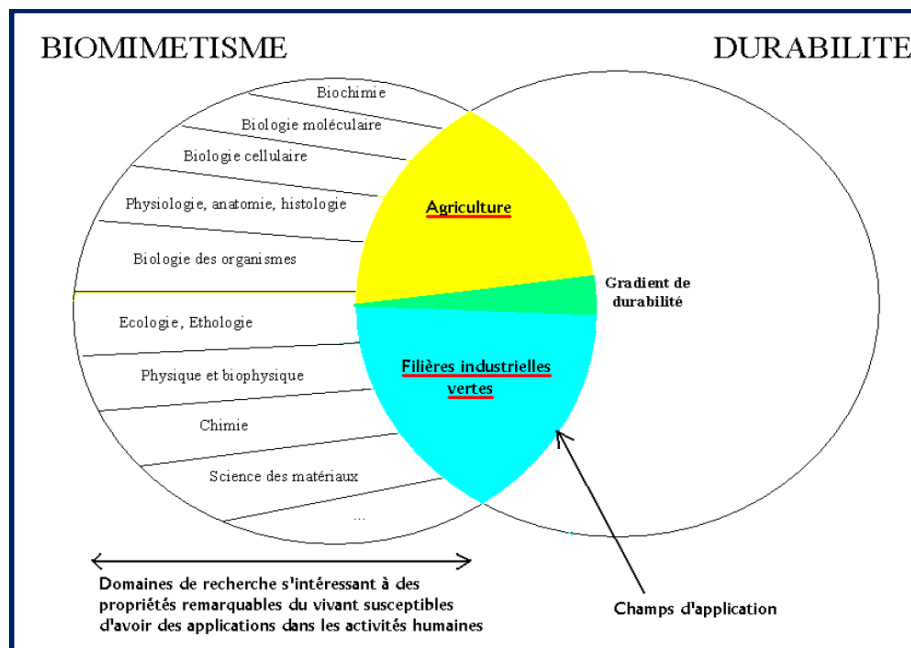 BIOMIMETISME
DURABILITE
Biochimie
Biologie moléculaire
Biologie cellulaire
Physiologie, anatomie, histologie
Biologie des organismes
Ecologie, Ethologie
Physique et biophysique
Chimie
Science des matériaux
...
Agriculture
Gradient de
durabilité
Filières industrielles
vertes
Domaines de recherche s'intéressant à des
propriétés remarquables du vivant susceptibles
d'avoir des applications dans les activités humaines
Champs d'application